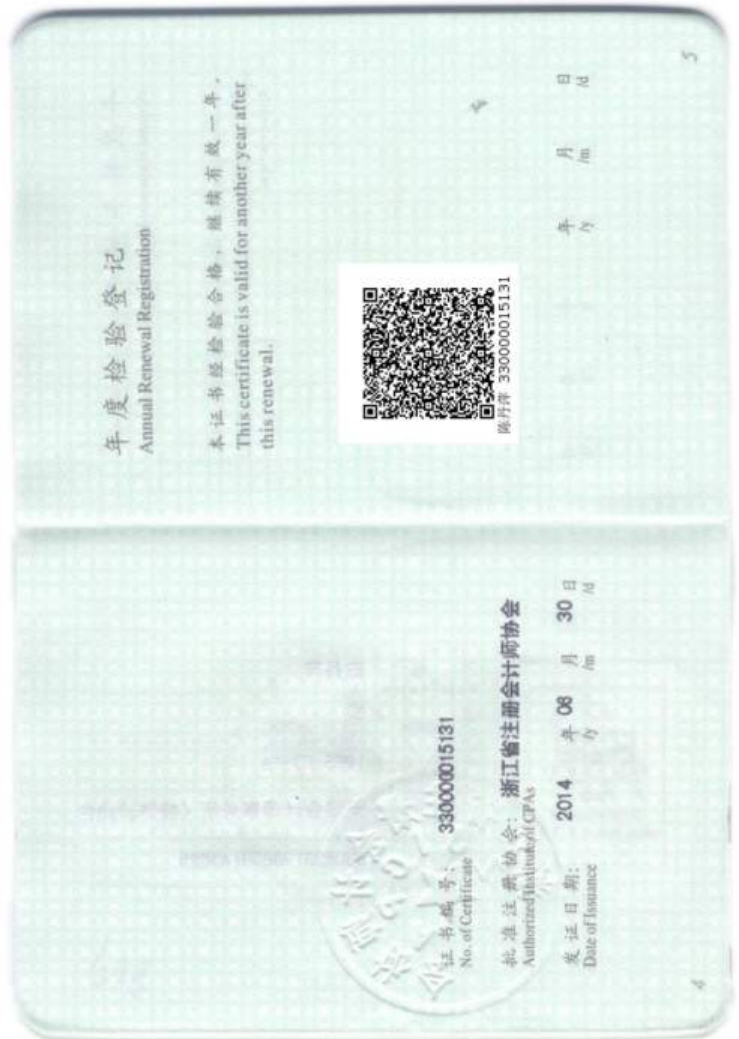 证书编号: 330000015131
No. of Certificate
批准注册协会: 浙江省注册会计师协会
Authorized Institute of CPAs
发证日期: 2014 年 08 月 30 日
Date of Issuance /y /m /d
4
年度检验登记
Annual Renewal Registration
本证书经检验合格，继续有效一年。
This certificate is valid for another year after
this renewal.
陈丹萍 330000015131
年 月 日
/y /m /d
5